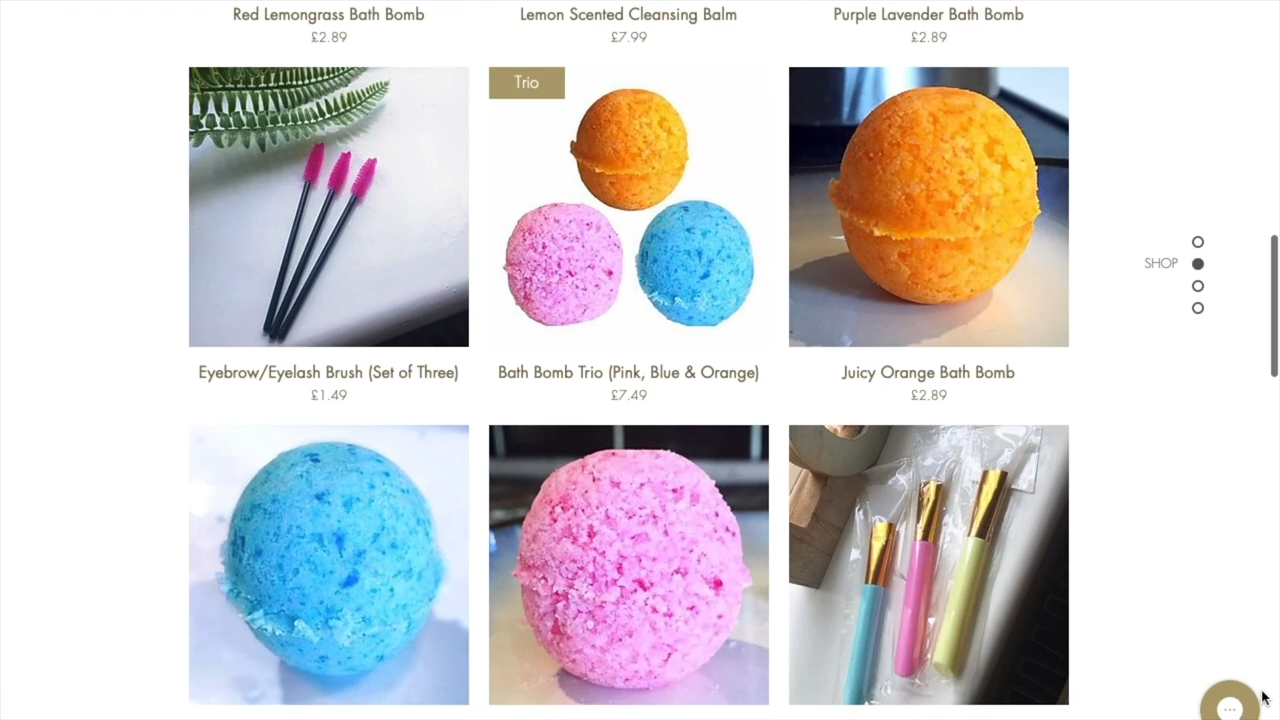 Red Lemongrass Bath Bomb
Lemon Scented Cleansing Balm
Purple Lavender Bath Bomb
£2.89
£7.99
£2.89
Trio
SHOP
Eyebrow/Eyelash Brush (Set of Three)
Bath Bomb Trio (Pink, Blue & Orange)
Juicy Orange Bath Bomb
£1.49
£7.49
£2.89